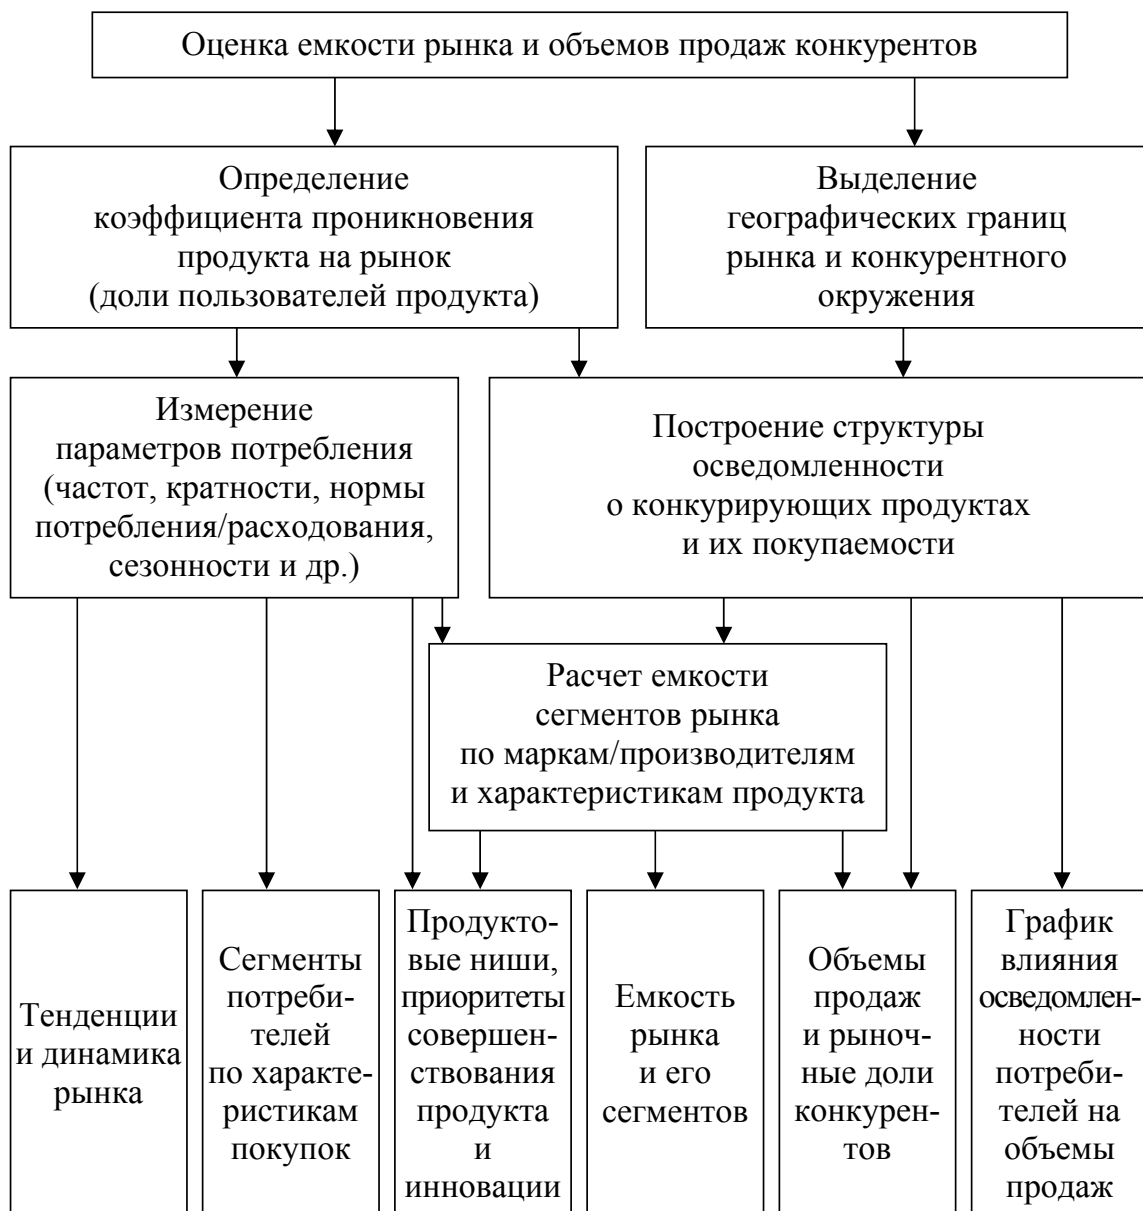 Оценка емкости рынка и объемов продаж конкурентов
Определение
коэффициента проникновения
продукта на рынок
(доли пользователей продукта)
Выделение
географических границ
рынка и конкурентного
окружения
Измерение
параметров потребления
(частот, кратности, нормы
потребления/расходования,
сезонности и др.)
Построение структуры
осведомленности
о конкурирующих продуктах
и их покупаемости
Расчет емкости
сегментов рынка
по маркам/производителям
и характеристикам продукта
Тенденции
и динамика
рынка
Сегменты
потреби-
телей
по характе-
ристикам
покупок
Продукто-
вые ниши,
приоритеты
совершен-
ствования
продукта
и
инновации
Емкость
рынка
и его
сегментов
Объемы
продаж
и рыноч-
ные доли
конкурен-
тов
График
влияния
осведомлен-
ности
потреби-
телей на
объемы
продаж